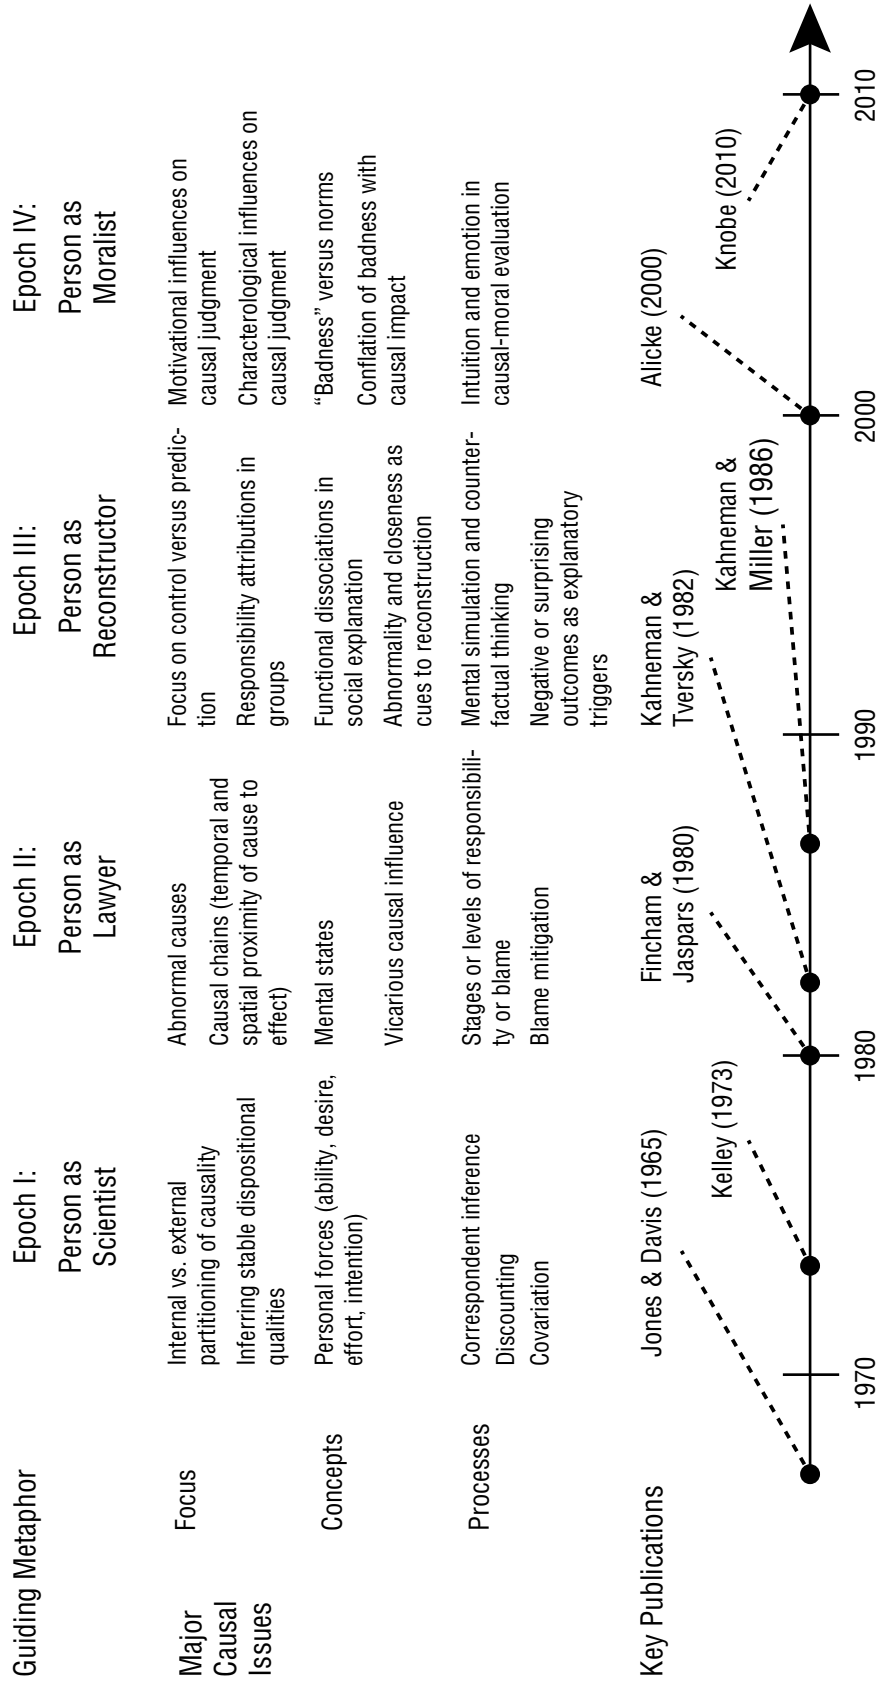 Guiding Metaphor
Epoch I:
Person as
Scientist
Epoch II:
Person as
Lawyer
Epoch III:
Person as
Reconstructor
Epoch IV:
Person as
Moralist
Major
Causal
Issues
Focus
Internal vs. external
partitioning of causality
Inferring stable dispositional
qualities
Abnormal causes
Causal chains (temporal and
spatial proximity of cause to
effect)
Focus on control versus predic-
tion
Responsibility attributions in
groups
Motivational influences on
causal judgment
Characterological influences on
causal judgment
Concepts
Personal forces (ability, desire,
effort, intention)
Mental states
Vicarious causal influence
Functional dissociations in
social explanation
Abnormality and closeness as
cues to reconstruction
“Badness” versus norms
Conflation of badness with
causal impact
Processes
Correspondent inference
Discounting
Covariation
Stages or levels of responsibili-
ty or blame
Blame mitigation
Mental simulation and counter-
factual thinking
Negative or surprising
outcomes as explanatory
triggers
Intuition and emotion in
causal-moral evaluation
Key Publications
Jones & Davis (1965)
Kelley (1973)
Fincham &
Jaspars (1980)
Kahneman &
Tversky (1982)
Kahneman &
Miller (1986)
Alicke (2000)
Knobe (2010)
1970
1980
1990
2000
2010